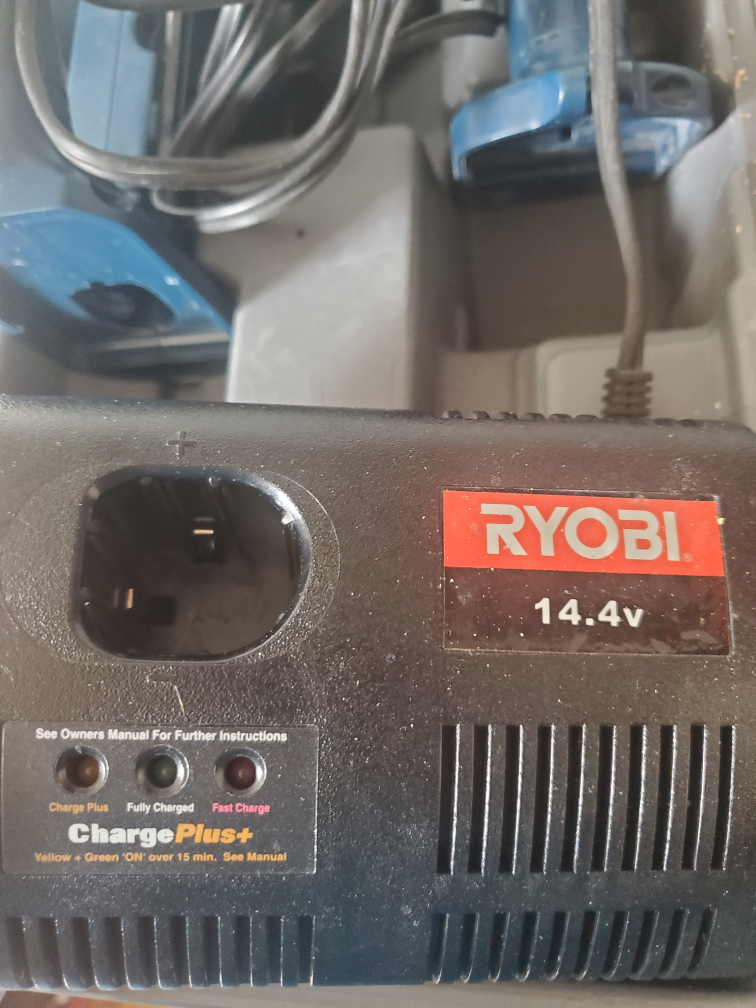 +
RYOBI®
14.4v
-
See Owners Manual For Further Instructions
Charge Plus Fully Charged Fast Charge
ChargePlus+
Yellow + Green 'ON' over 15 min. See Manual